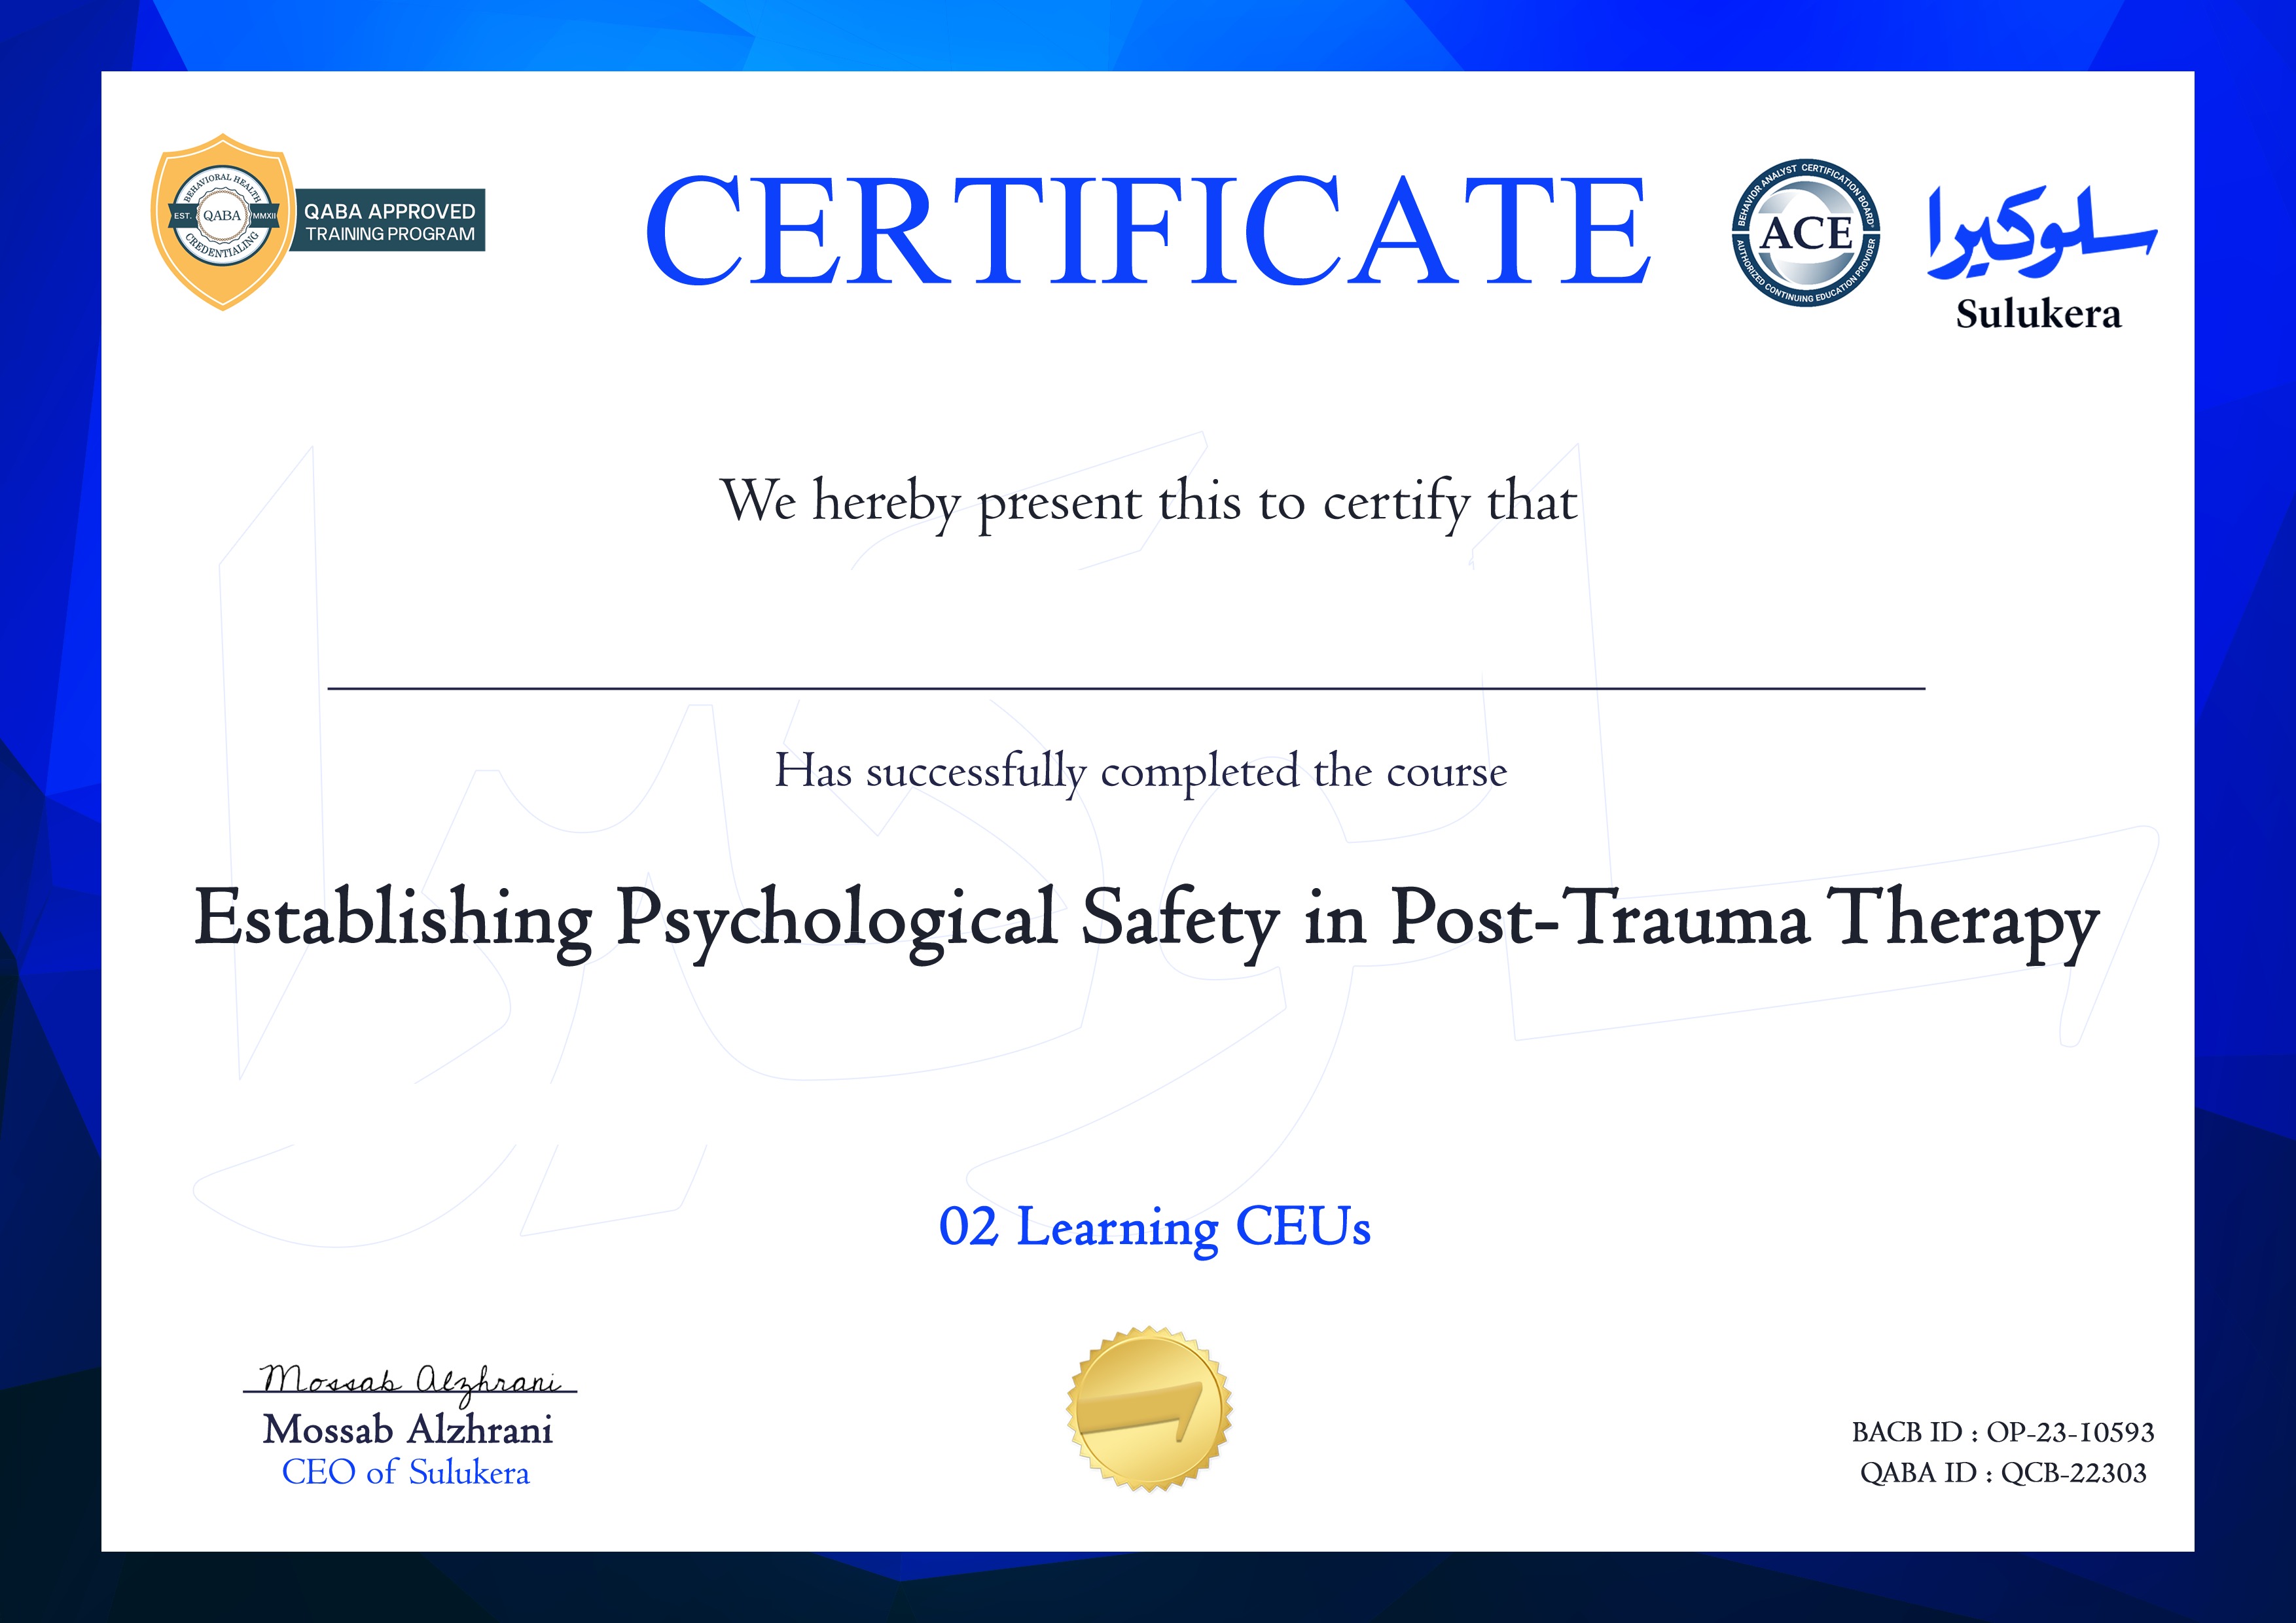 BEHAVIORAL HEALTH
EST. QABA MMXII
CREDENTIALING
QABA APPROVED
TRAINING PROGRAM
CERTIFICATE
BEHAVIOR ANALYST CERTIFICATION BOARD®
ACE
AUTHORIZED CONTINUING EDUCATION PROVIDER
سلوكيرا
Sulukera
We hereby present this to certify that
Has successfully completed the course
Establishing Psychological Safety in Post-Trauma Therapy
02 Learning CEUs
Mossab Alzhrani
Mossab Alzhrani
CEO of Sulukera
BACB ID : OP-23-10593
QABA ID : QCB-22303